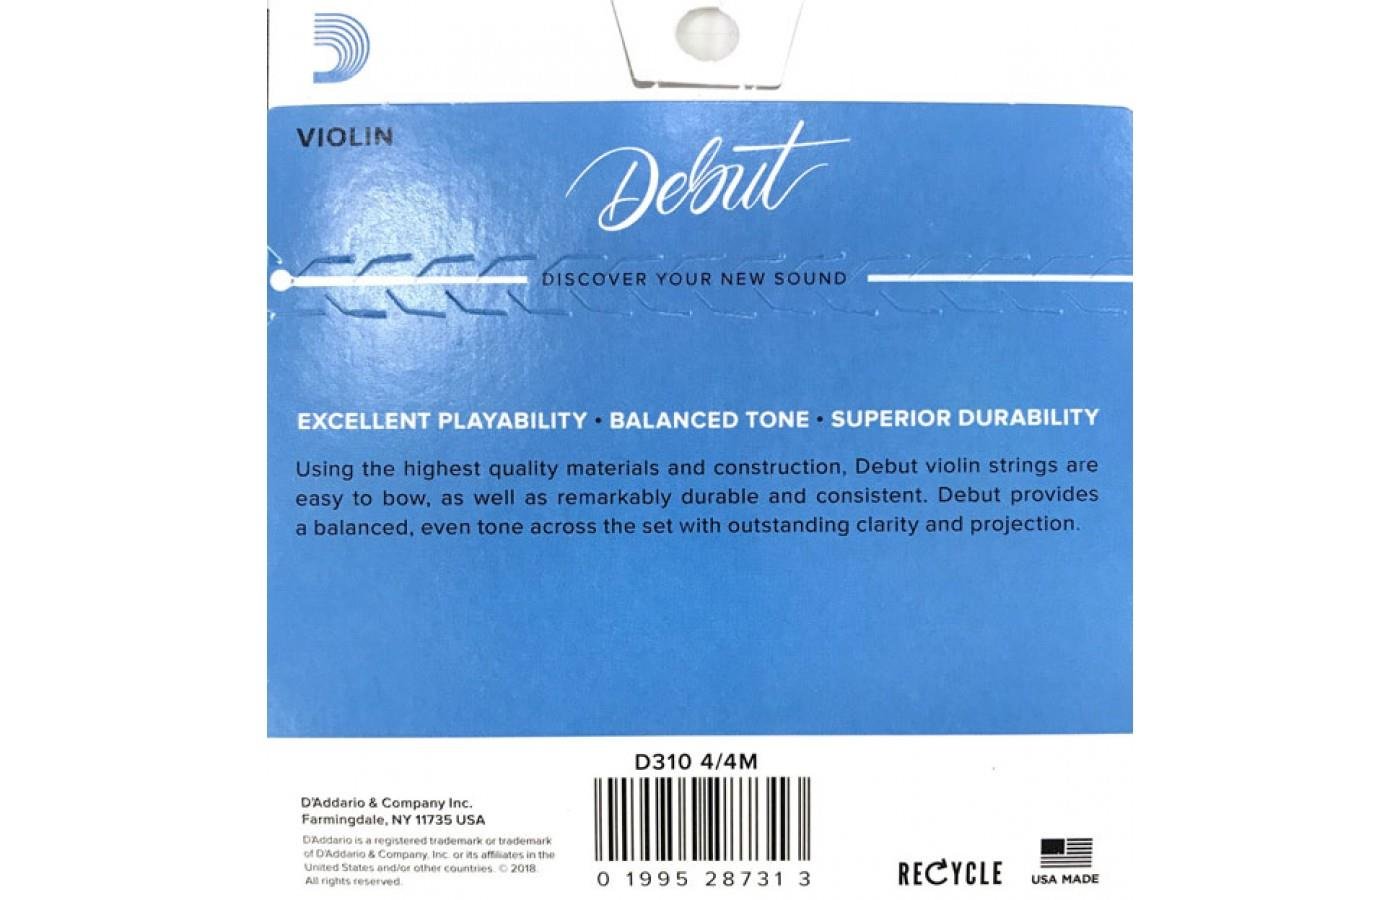 VIOLIN
Debut
DISCOVER YOUR NEW SOUND
EXCELLENT PLAYABILITY • BALANCED TONE • SUPERIOR DURABILITY
Using the highest quality materials and construction, Debut violin strings are
easy to bow, as well as remarkably durable and consistent. Debut provides
a balanced, even tone across the set with outstanding clarity and projection.
D310 4/4M
0 1995 28731 3
D'Addario & Company Inc.
Farmingdale, NY 11735 USA
D'Addario is a registered trademark or trademark
of D'Addario & Company, Inc. or its affiliates in the
United States and/or other countries. © 2018.
All rights reserved.
RECYCLE
USA MADE